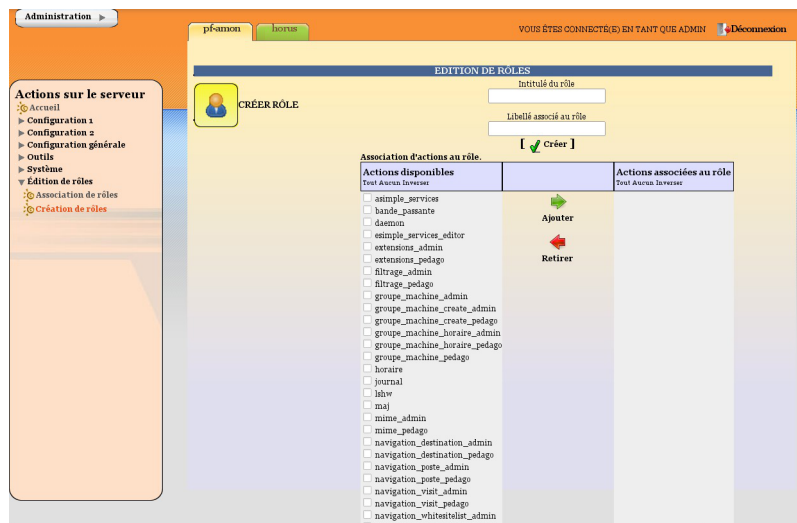 Administration
pf-amon
horus
VOUS ÊTES CONNECTÉ(E) EN TANT QUE ADMIN
Déconnexion
Actions sur le serveur
Accueil
Configuration 1
Configuration 2
Configuration générale
Outils
Système
Édition de rôles
Association de rôles
Création de rôles
EDITION DE RÔLES
CRÉER RÔLE
Intitulé du rôle
Libellé associé au rôle
[ Créer ]
Association d'actions au rôle.
Actions disponibles
Tout Aucun Inverser
Actions associées au rôle
Tout Aucun Inverser
Ajouter
Retirer
asimple_services
bande_passante
daemon
esimple_services_editor
extensions_admin
extensions_pedago
filtrage_admin
filtrage_pedago
groupe_machine_admin
groupe_machine_create_admin
groupe_machine_create_pedago
groupe_machine_horaire_admin
groupe_machine_horaire_pedago
groupe_machine_pedago
horaire
journal
lshw
maj
mime_admin
mime_pedago
navigation_destination_admin
navigation_destination_pedago
navigation_poste_admin
navigation_poste_pedago
navigation_visit_admin
navigation_visit_pedago
navigation_whitesitelist_admin